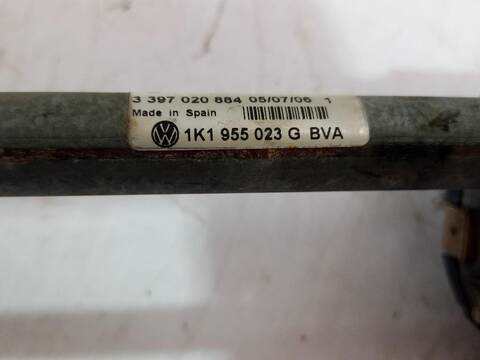 3 397 020 884 05/07/06 1
Made in Spain
1K1 955 023 G BVA